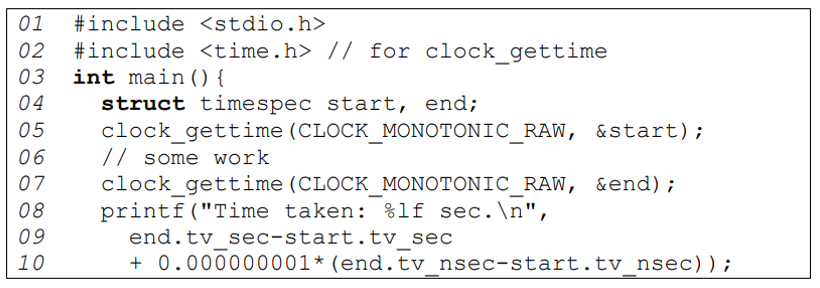 01 #include <stdio.h>
02 #include <time.h> // for clock_gettime
03 int main(){
04   struct timespec start, end;
05   clock_gettime(CLOCK_MONOTONIC_RAW, &start);
06   // some work
07   clock_gettime(CLOCK_MONOTONIC_RAW, &end);
08   printf("Time taken: %lf sec.\n",
09     end.tv_sec-start.tv_sec
10     + 0.000000001*(end.tv_nsec-start.tv_nsec));